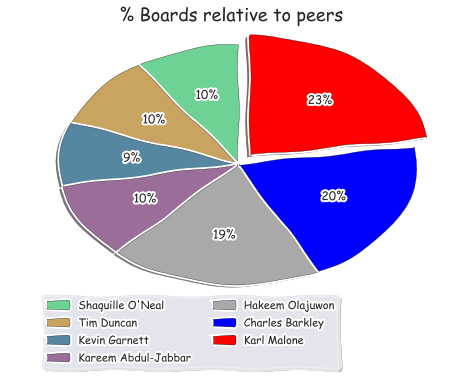 % Boards relative to peers
10%
23%
10%
9%
10%
20%
19%
Shaquille O'Neal
Hakeem Olajuwon
Tim Duncan
Charles Barkley
Kevin Garnett
Karl Malone
Kareem Abdul-Jabbar